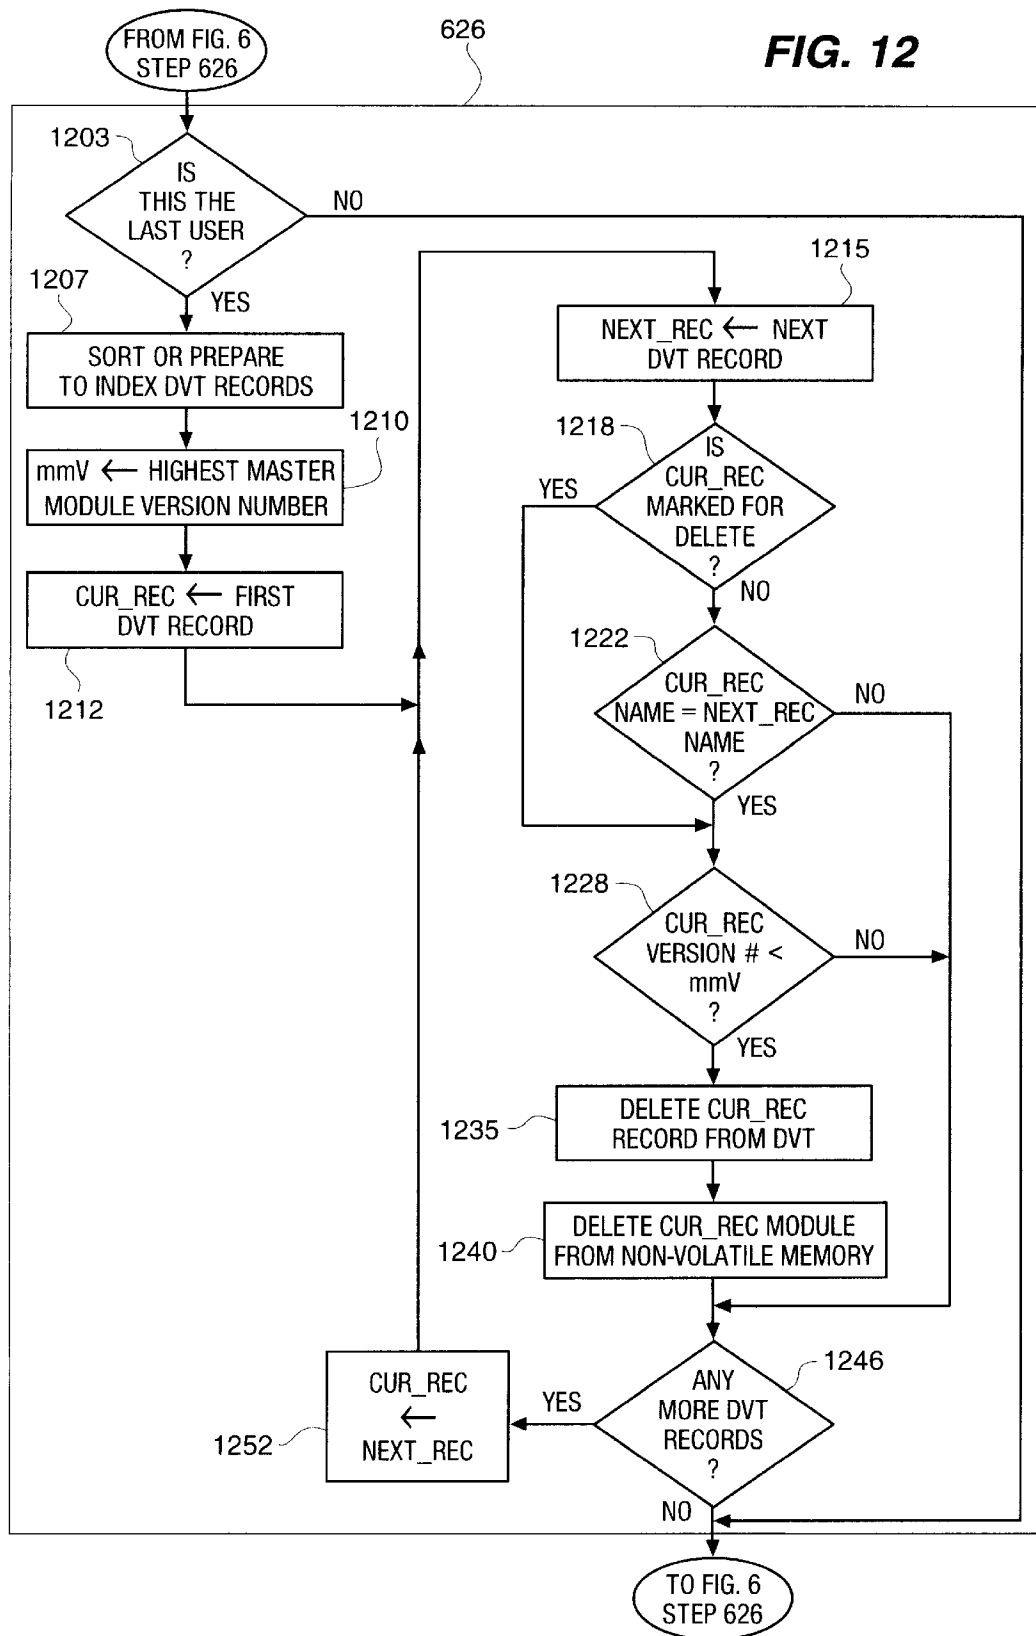 FROM FIG. 6
STEP 626
626
FIG. 12
1203
IS
THIS THE
LAST USER
?
NO
YES
1207
SORT OR PREPARE
TO INDEX DVT RECORDS
1210
mmV ← HIGHEST MASTER
MODULE VERSION NUMBER
CUR_REC ← FIRST
DVT RECORD
1212
1215
NEXT_REC ← NEXT
DVT RECORD
1218
IS
CUR_REC
MARKED FOR
DELETE
?
YES
NO
1222
CUR_REC
NAME = NEXT_REC
NAME
?
NO
YES
1228
CUR_REC
VERSION # <
mmV
?
NO
YES
1235
DELETE CUR_REC
RECORD FROM DVT
1240
DELETE CUR_REC MODULE
FROM NON-VOLATILE MEMORY
1246
ANY
MORE DVT
RECORDS
?
YES
NO
1252
CUR_REC
←
NEXT_REC
TO FIG. 6
STEP 626